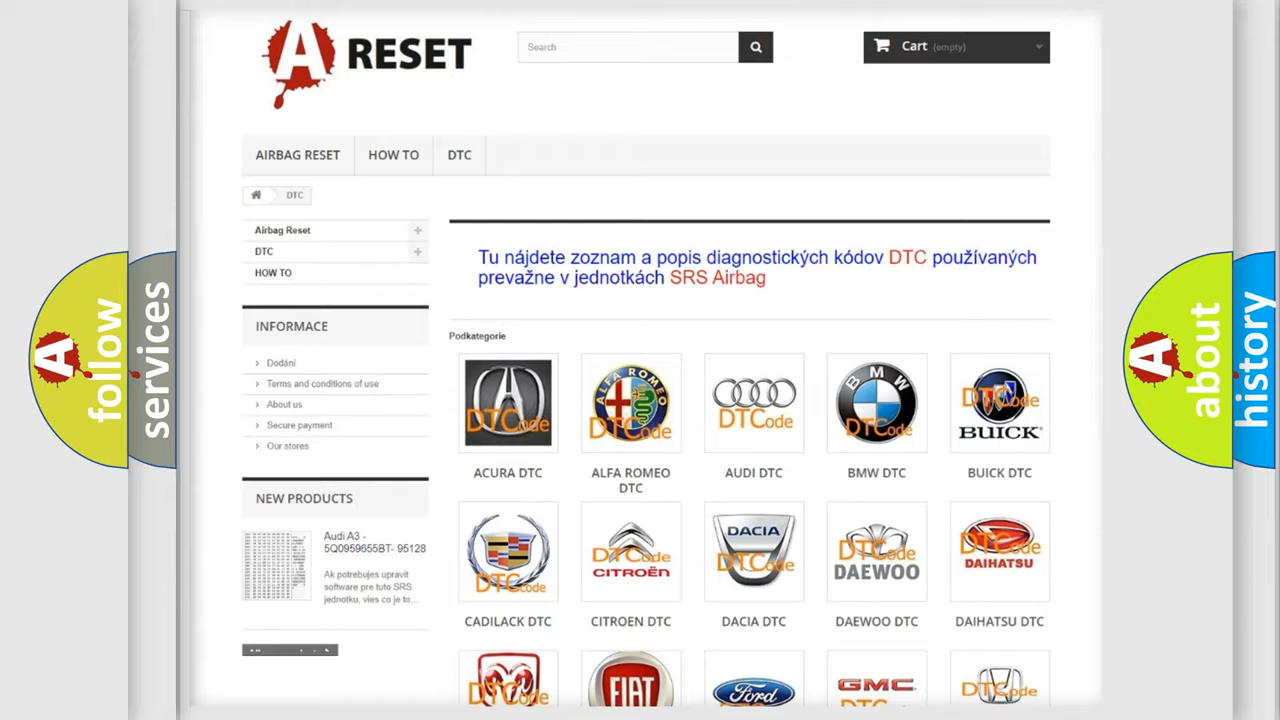 A RESET
Search
Cart (empty)
AIRBAG RESET
HOW TO
DTC
DTC
Airbag Reset
DTC
HOW TO
INFORMACE
Dodání
Terms and conditions of use
About us
Secure payment
Our stores
NEW PRODUCTS
Audi A3 -
5Q0959655BT- 95128
Ak potrebujes upravit
software pre tuto SRS
jednotku, vies co je to...
Tu nájdete zoznam a popis diagnostických kódov DTC používaných
prevažne v jednotkách SRS Airbag
Podkategorie
DTCode
ALFA ROMEO
DTCode
DTCode
BMW
DTCode
DTCode
BUICK
ACURA DTC
ALFA ROMEO
DTC
AUDI DTC
BMW DTC
BUICK DTC
DTCode
DTCode
CITROËN
DACIA
DTCode
DTCode
DAEWOO
DTCode
DAIHATSU
CADILACK DTC
CITROEN DTC
DACIA DTC
DAEWOO DTC
DAIHATSU DTC
DTCode
FIAT
Ford
GMC
DTCode
A
follow
services
A
about
history